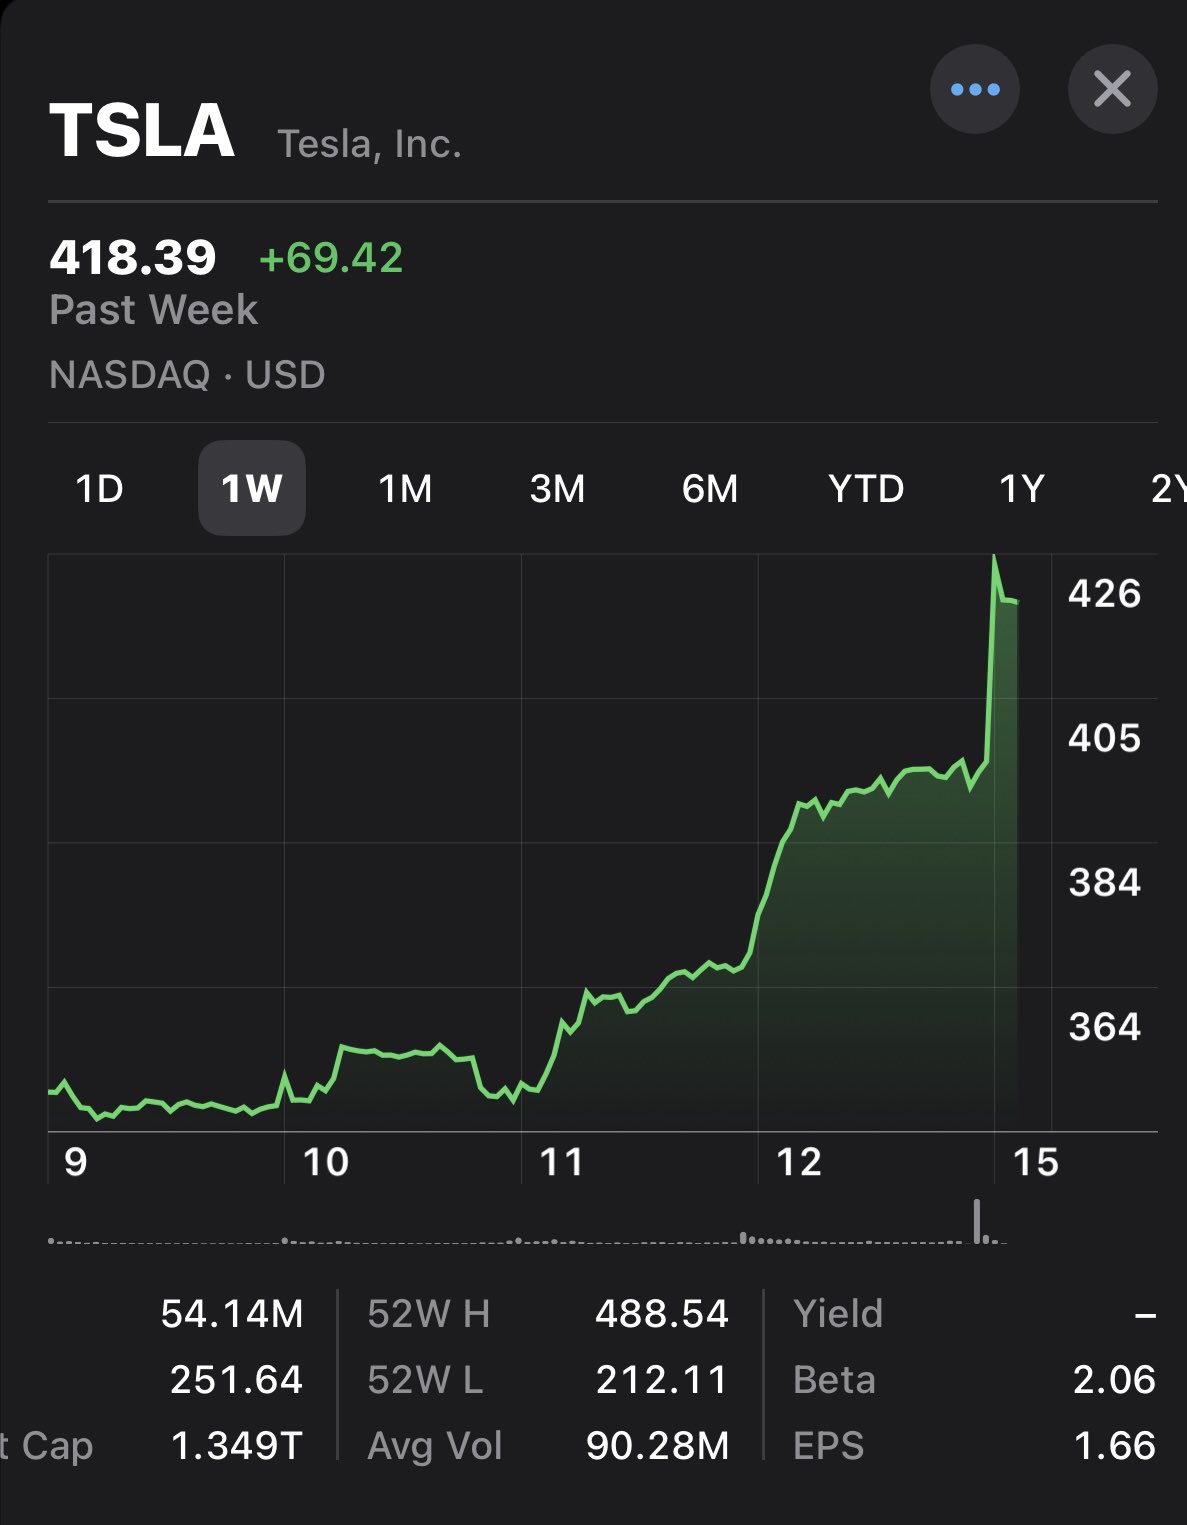 TSLA Tesla, Inc.
418.39 +69.42
Past Week
NASDAQ · USD
1D 1W 1M 3M 6M YTD 1Y 2Y
426
405
384
364
9 10 11 12 15
54.14M 52W H 488.54 Yield –
251.64 52W L 212.11 Beta 2.06
t Cap 1.349T Avg Vol 90.28M EPS 1.66